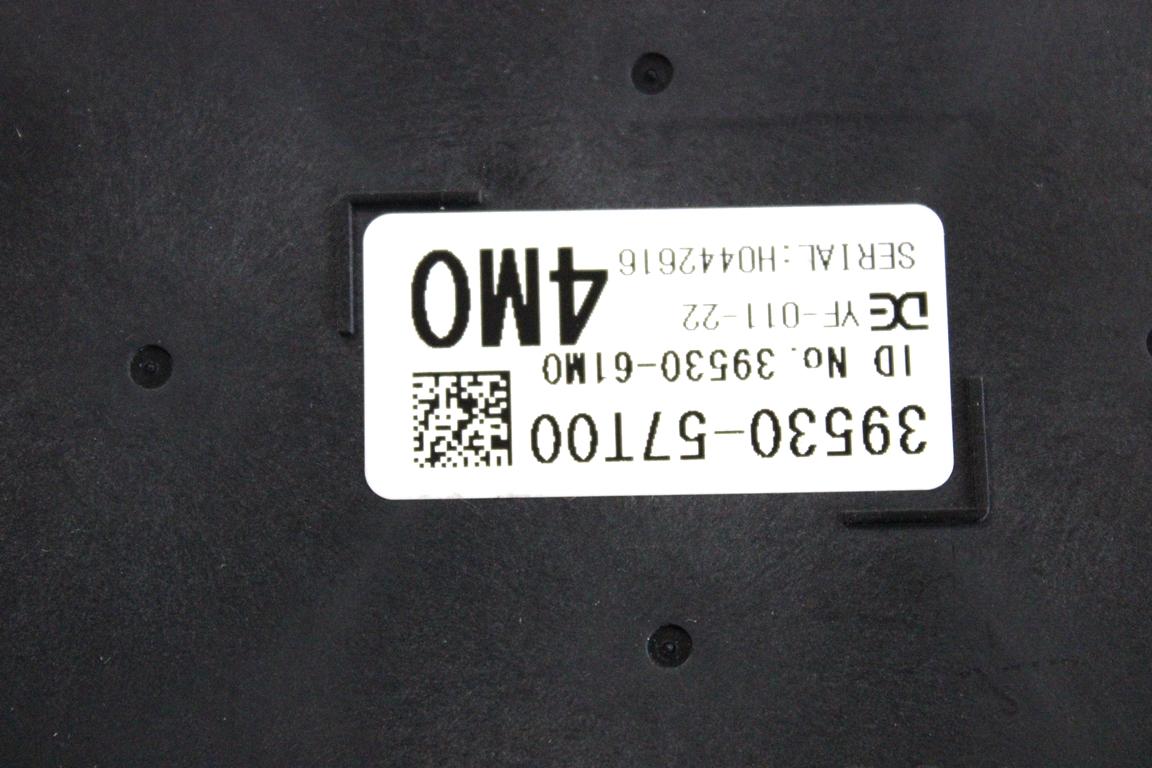 39530-57T00
ID No. 39530-61M0
YF-011-22
SERIAL:H0442616
4M0